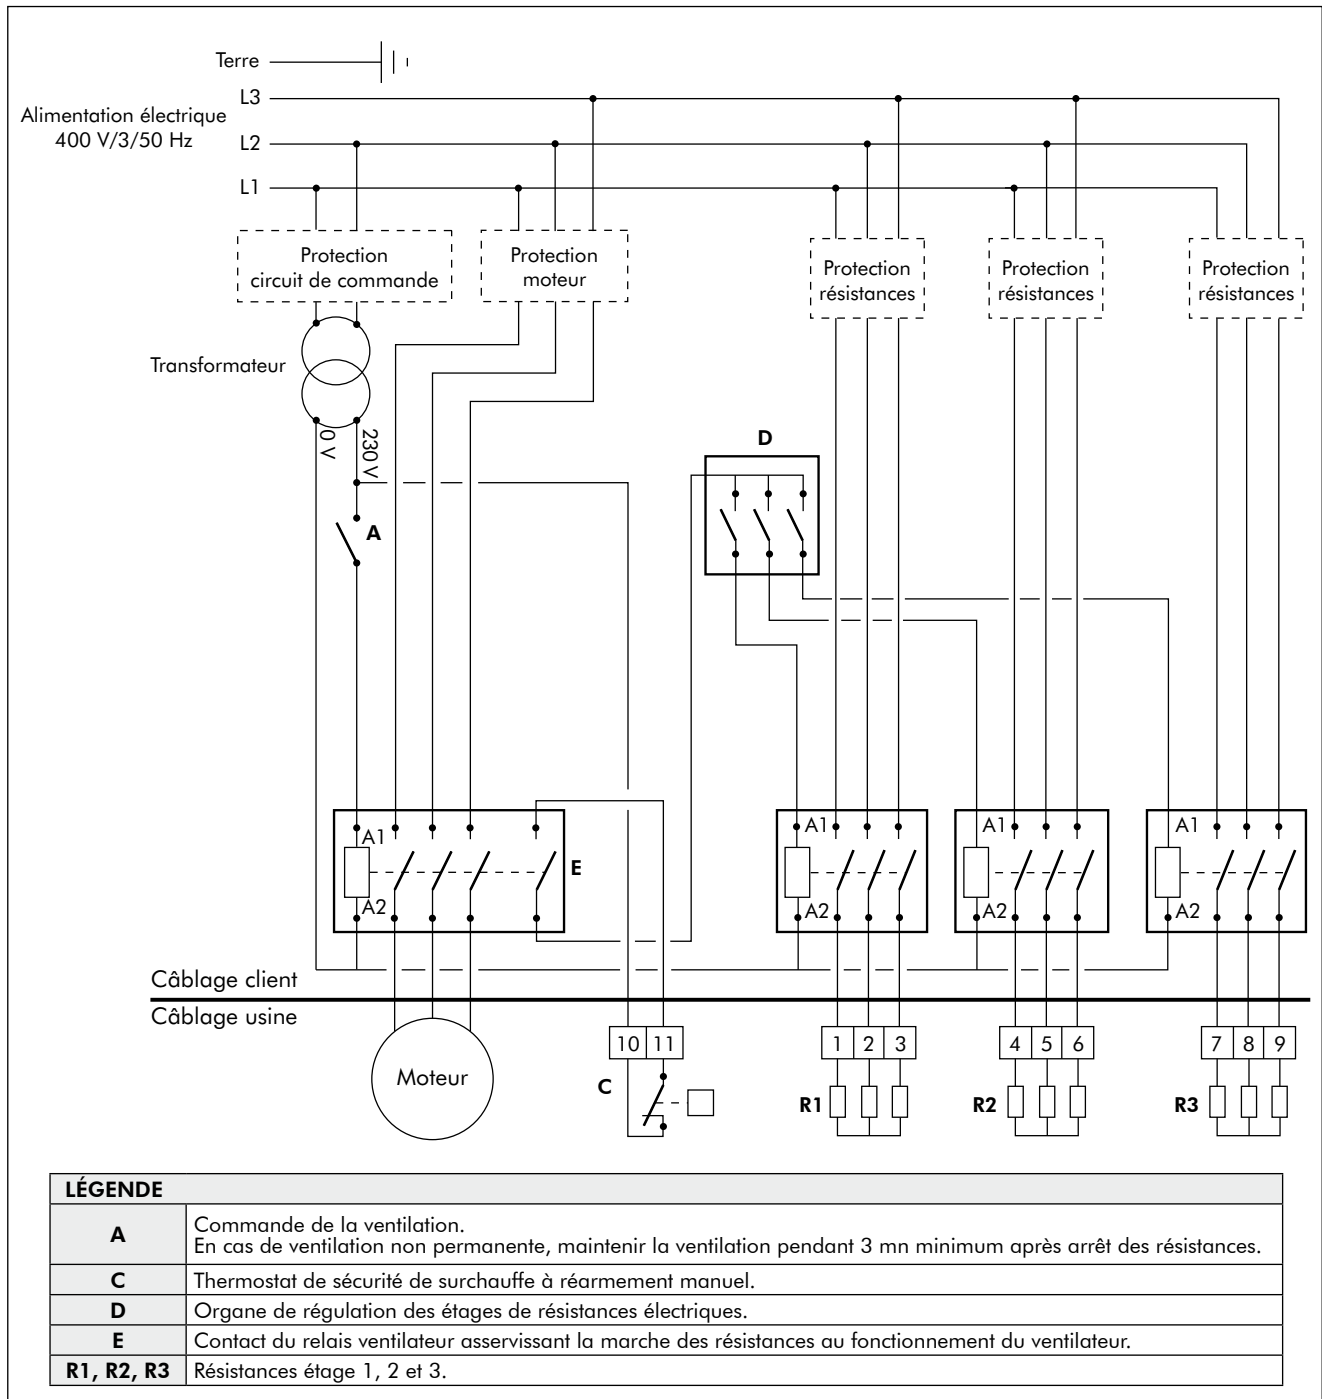 Terre
L3
Alimentation électrique
400 V/3/50 Hz
L2
L1
Protection
circuit de commande
Protection
moteur
Protection
résistances
Protection
résistances
Protection
résistances
Transformateur
0 V
230 V
D
A
A1
A2
E
A1
A2
A1
A2
A1
A2
Câblage client
Câblage usine
Moteur
10 11
1 2 3
4 5 6
7 8 9
C
R1
R2
R3
LÉGENDE
A Commande de la ventilation.
En cas de ventilation non permanente, maintenir la ventilation pendant 3 mn minimum après arrêt des résistances.
C Thermostat de sécurité de surchauffe à réarmement manuel.
D Organe de régulation des étages de résistances électriques.
E Contact du relais ventilateur asservissant la marche des résistances au fonctionnement du ventilateur.
R1, R2, R3 Résistances étage 1, 2 et 3.